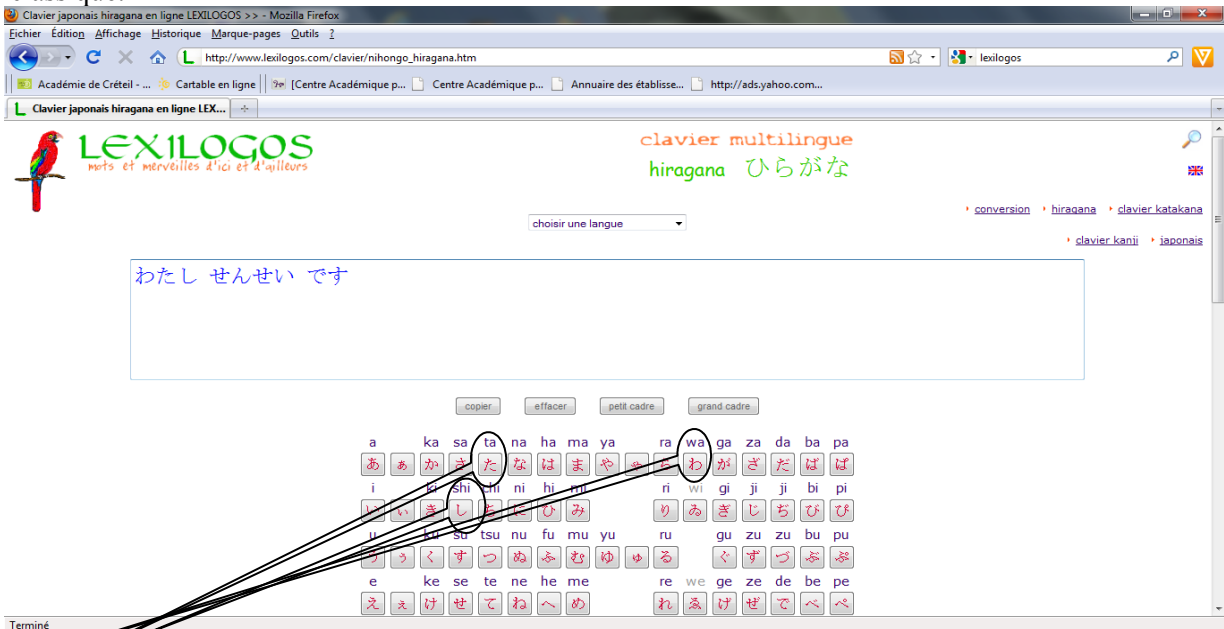 Clavier japonais hiragana en ligne LEXILOGOS >> - Mozilla Firefox
Eichier Édition Affichage Historique Marque-pages Outils ?
http://www.lexilogos.com/clavier/nihongo_hiragana.htm
lexilogos
Académie de Créteil - ... Cartable en ligne [Centre Académique p... Centre Académique p... Annuaire des établisse... http://ads.yahoo.com...
Clavier japonais hiragana en ligne LEX...
LEXILOGOS
mots et merveilles d'ici et d'ailleurs
clavier multilingue
hiragana ひらがな
conversion hiragana clavier katakana
choisir une langue
clavier kanji japonais
わたし せんせい です
copier effacer petit cadre grand cadre
a ka sa ta na ha ma ya ra wa ga za da ba pa
あ ぁ か さ た な は ま や ゃ ら わ が ざ だ ば ぱ
i ki shi chi ni hi mi ri wi gi ji ji bi pi
い ぃ き し ち に ひ み り ゐ ぎ じ ぢ び ぴ
u ku su tsu nu fu mu yu ru gu zu zu bu pu
う ぅ く す つ ぬ ふ む ゆ ゅ る ぐ ず づ ぶ ぷ
e ke se te ne he me re we ge ze de be pe
え ぇ け せ て ね へ め れ ゑ げ ぜ で べ ぺ
Terminé